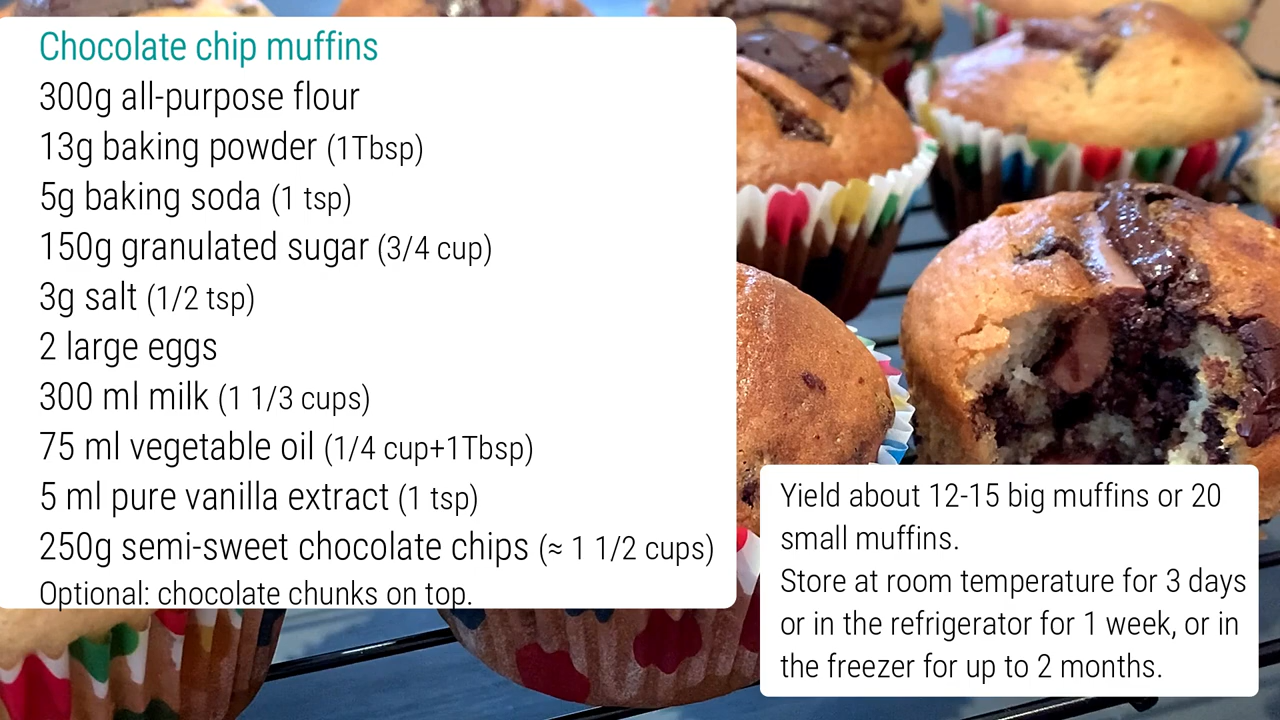 Chocolate chip muffins
300g all-purpose flour
13g baking powder (1Tbsp)
5g baking soda (1 tsp)
150g granulated sugar (3/4 cup)
3g salt (1/2 tsp)
2 large eggs
300 ml milk (1 1/3 cups)
75 ml vegetable oil (1/4 cup+1Tbsp)
5 ml pure vanilla extract (1 tsp)
250g semi-sweet chocolate chips (≈ 1 1/2 cups)
Optional: chocolate chunks on top.
Yield about 12-15 big muffins or 20
small muffins.
Store at room temperature for 3 days
or in the refrigerator for 1 week, or in
the freezer for up to 2 months.